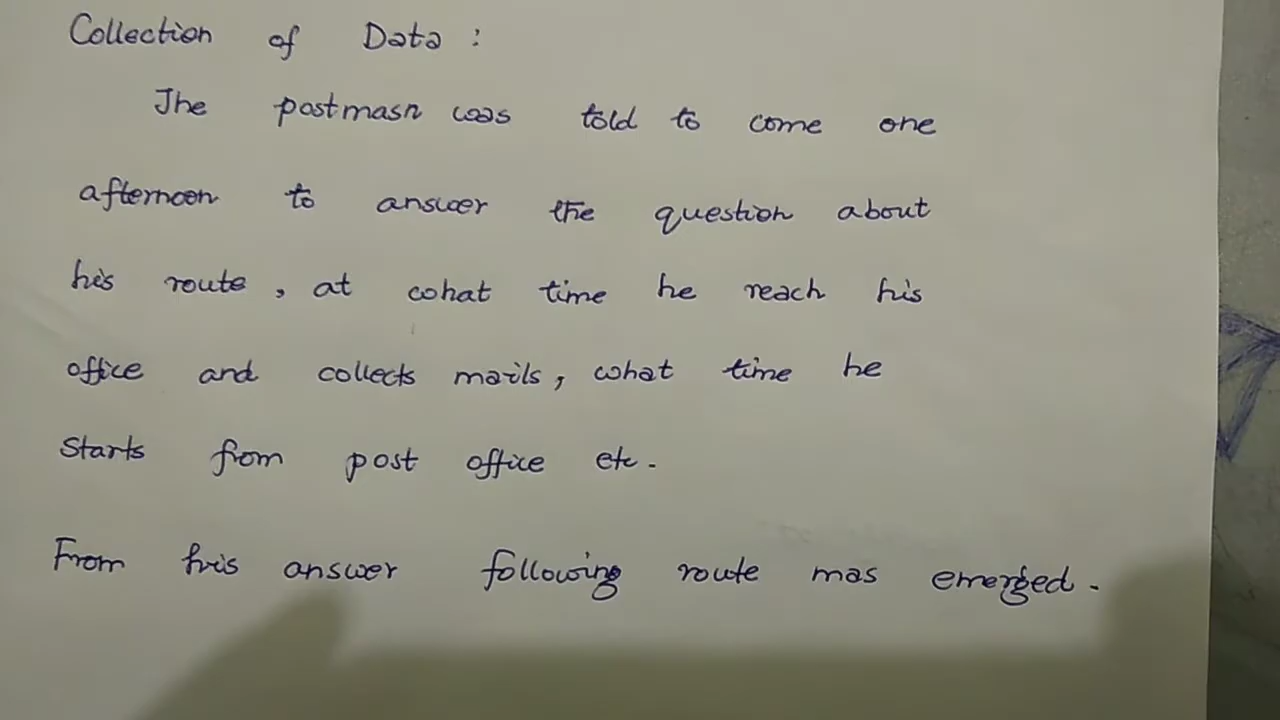 Collection of Data :
The postmasn was told to come one
afternoon to answer the question about
his route , at what time he reach his
office and collects mails , what time he
starts from post office etc .
From his answer following route mas emerged .